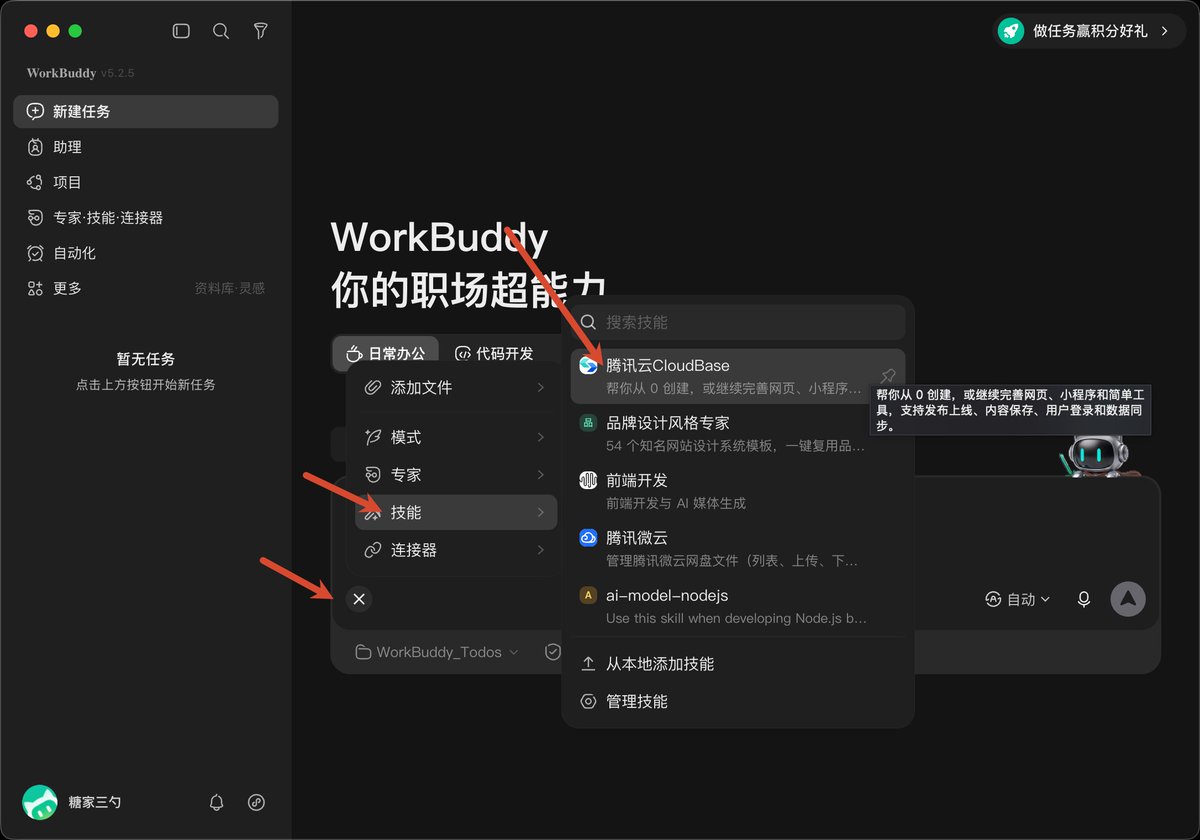 WorkBuddy v5.2.5
新建任务
助理
项目
专家·技能·连接器
自动化
更多
资料库·灵感
暂无任务
点击上方按钮开始新任务
糖家三勺
做任务赢积分好礼
WorkBuddy
你的职场超能力
日常办公
代码开发
添加文件
模式
专家
技能
连接器
搜索技能
腾讯云CloudBase
帮你从 0 创建，或继续完善网页、小程序…
帮你从 0 创建，或继续完善网页、小程序和简单工
具，支持发布上线、内容保存、用户登录和数据同
步。
品牌设计风格专家
54 个知名网站设计系统模板，一键复用品…
前端开发
前端开发与 AI 媒体生成
腾讯微云
管理腾讯微云网盘文件（列表、上传、下…
A
ai-model-nodejs
Use this skill when developing Node.js b…
从本地添加技能
管理技能
自动
WorkBuddy_Todos